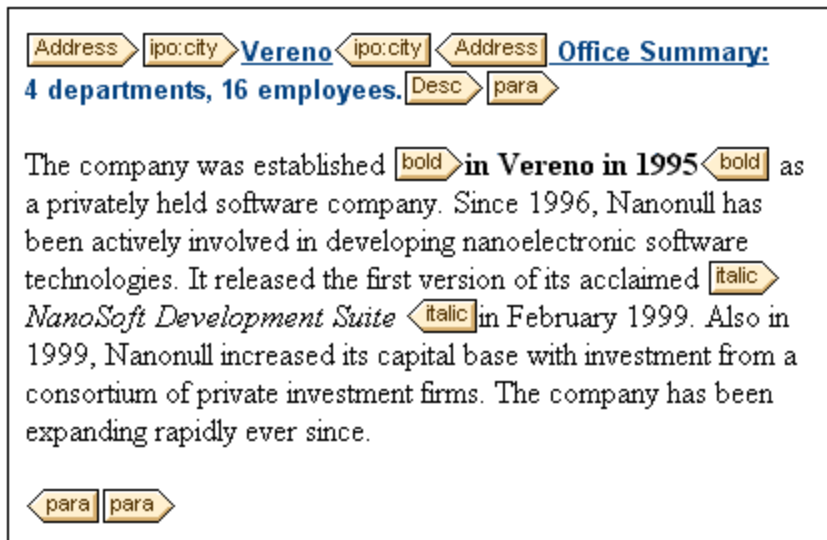 Address ipo:city Vereno ipo:city Address Office Summary:
4 departments, 16 employees. Desc para
The company was established bold in Vereno in 1995 bold as
a privately held software company. Since 1996, Nanonull has
been actively involved in developing nanoelectronic software
technologies. It released the first version of its acclaimed italic
NanoSoft Development Suite italic in February 1999. Also in
1999, Nanonull increased its capital base with investment from a
consortium of private investment firms. The company has been
expanding rapidly ever since.
para para